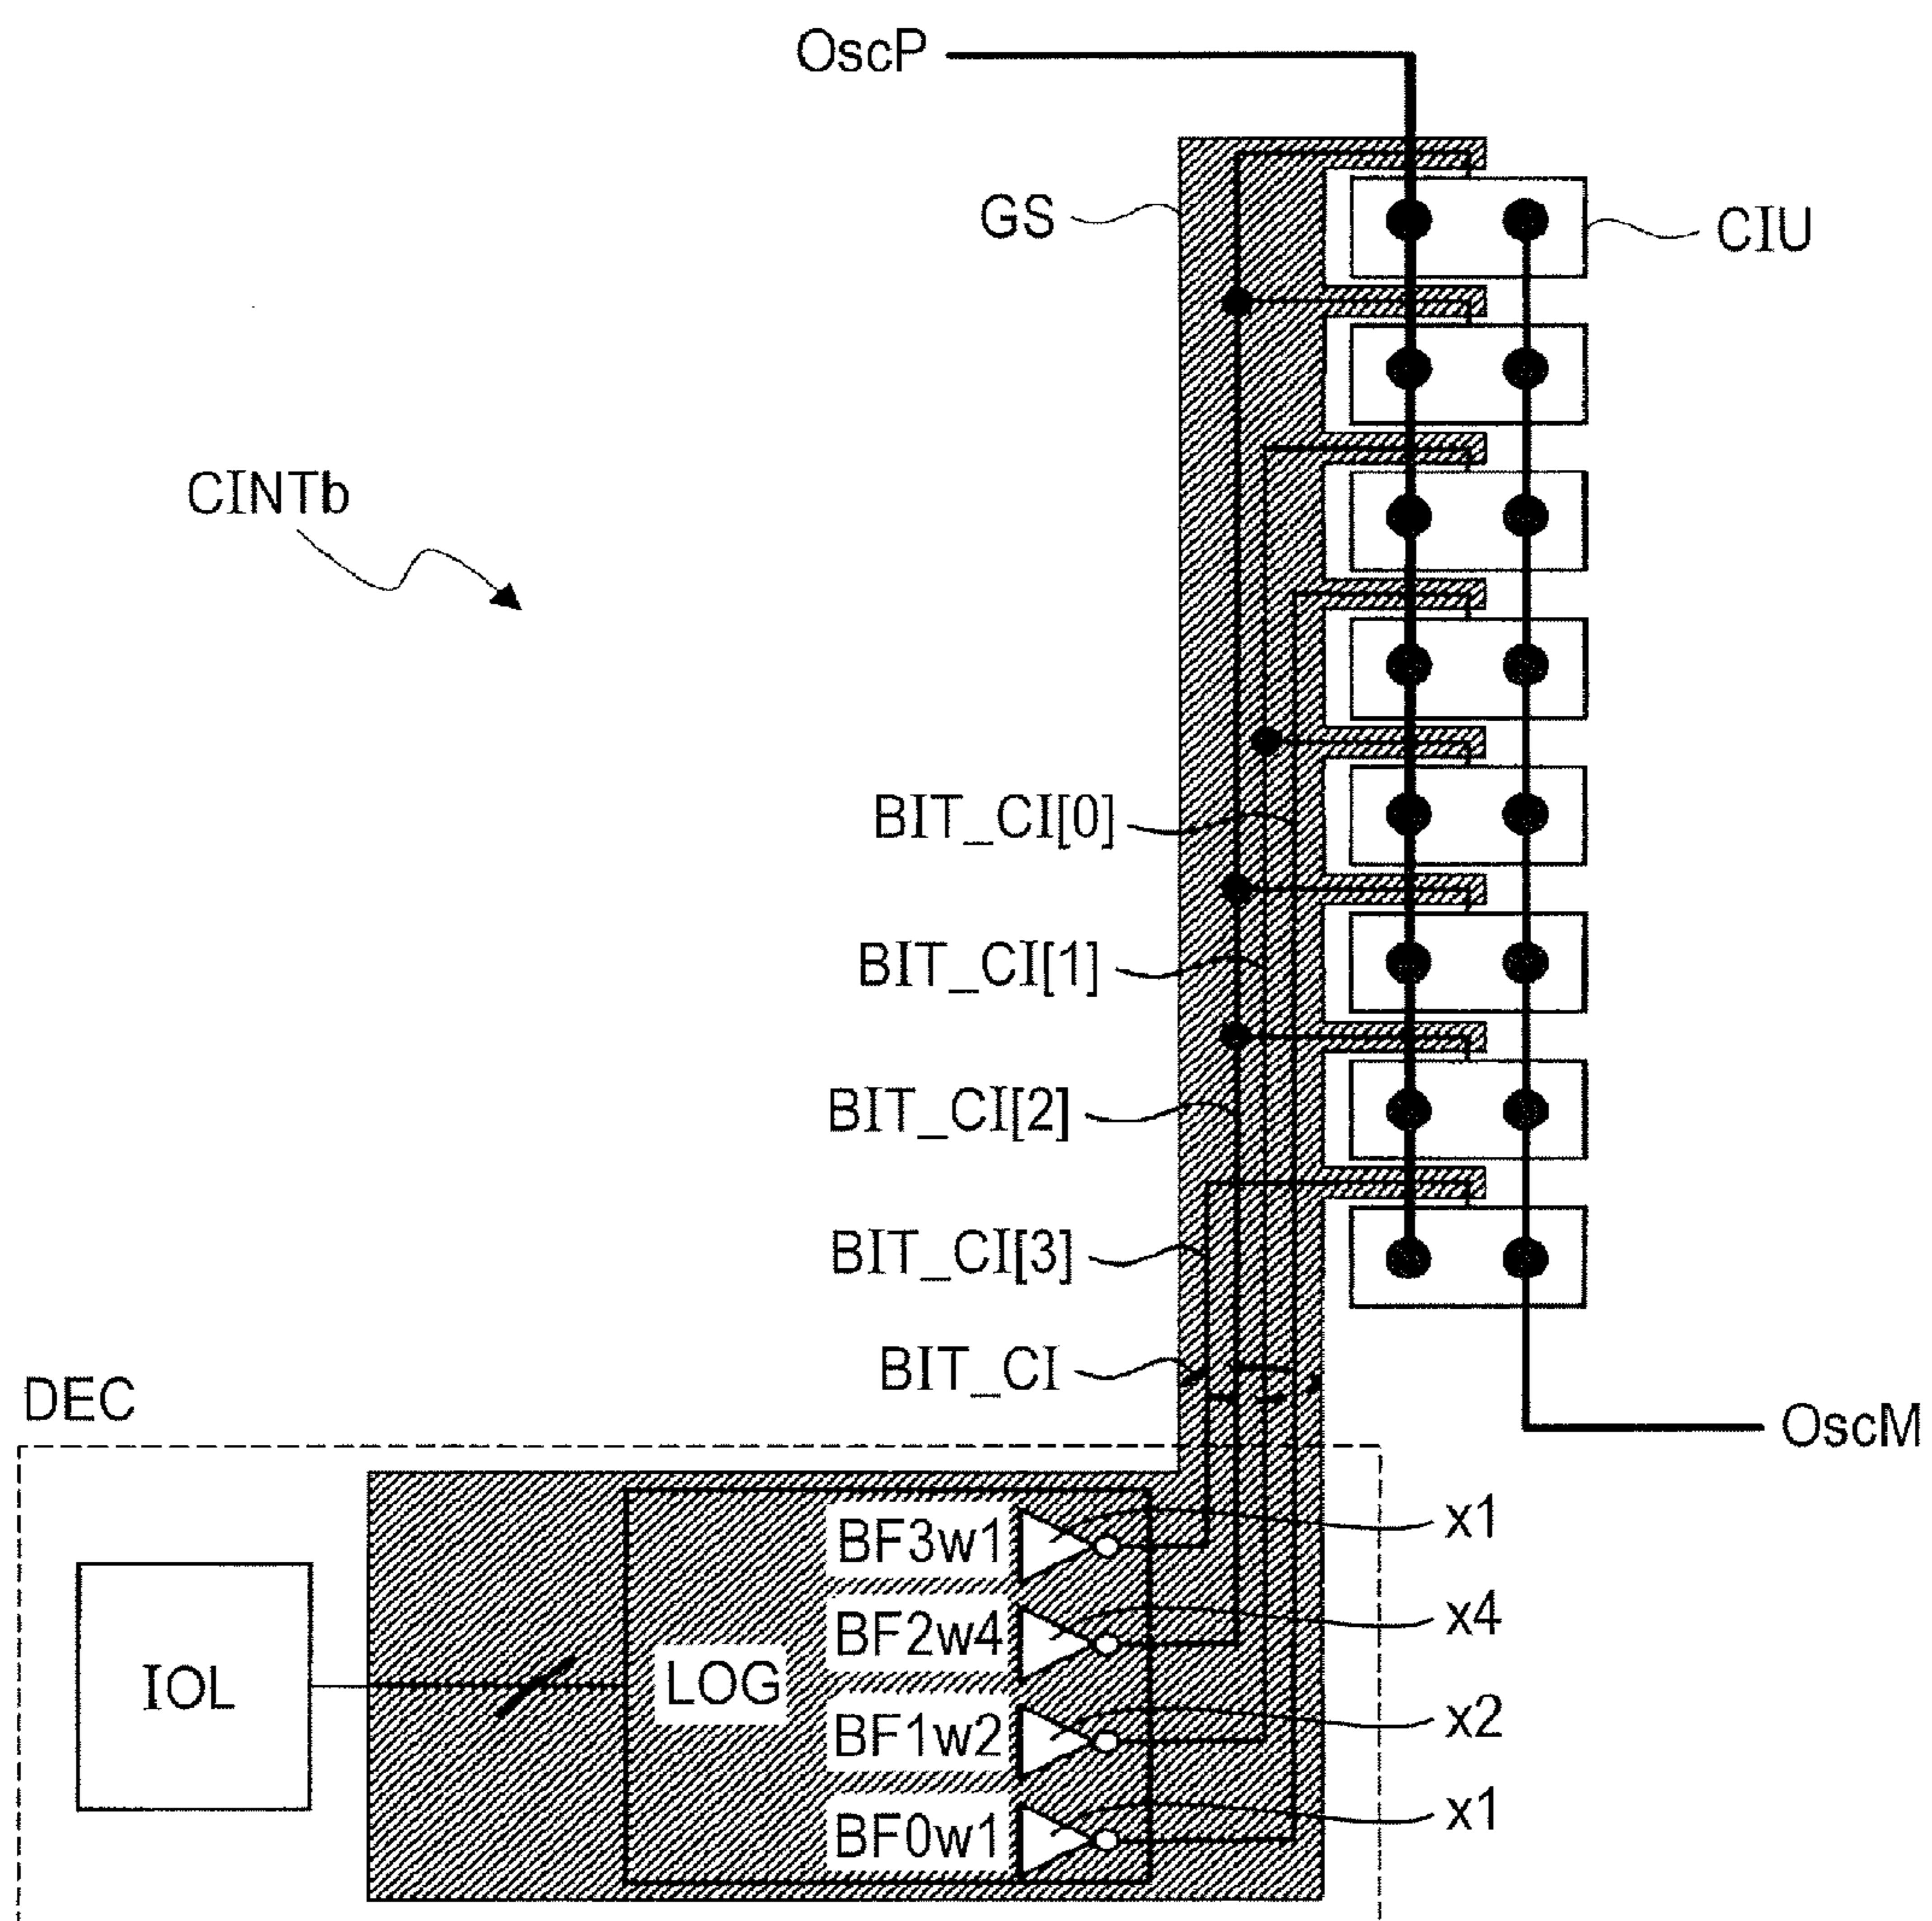 OscP
GS
CIU
CINTb
BIT_CI[0]
BIT_CI[1]
BIT_CI[2]
BIT_CI[3]
BIT_CI
DEC
OscM
BF3w1
x1
BF2w4
x4
IOL
LOG
BF1w2
x2
BF0w1
x1